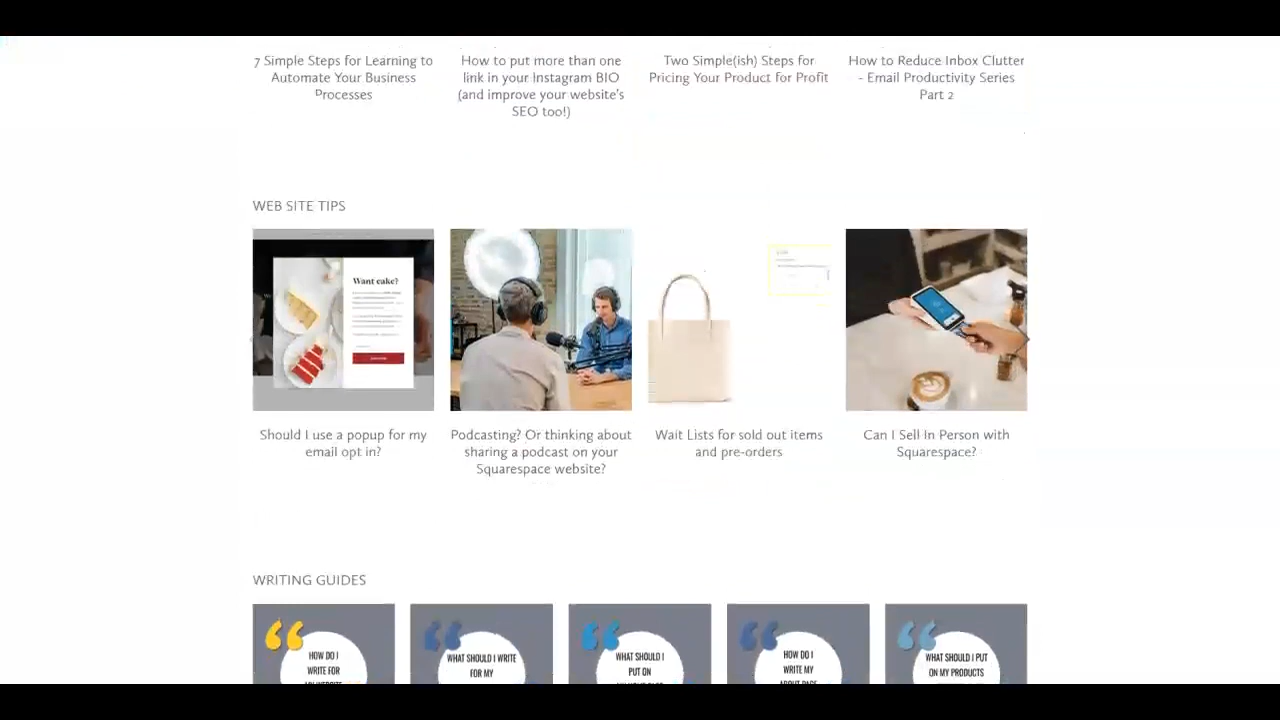 7 Simple Steps for Learning to
Automate Your Business
Processes
How to put more than one
link in your Instagram BIO
(and improve your website's
SEO too!)
Two Simple(ish) Steps for
Pricing Your Product for Profit
How to Reduce Inbox Clutter
- Email Productivity Series
Part 2
WEB SITE TIPS
Want cake?
Should I use a popup for my
email opt in?
Podcasting? Or thinking about
sharing a podcast on your
Squarespace website?
Wait Lists for sold out items
and pre-orders
Can I Sell In Person with
Squarespace?
WRITING GUIDES
HOW DO I
WRITE FOR
WHAT SHOULD I WRITE
FOR MY
WHAT SHOULD I
PUT ON
HOW DO I
WRITE MY
WHAT SHOULD I PUT
ON MY PRODUCTS